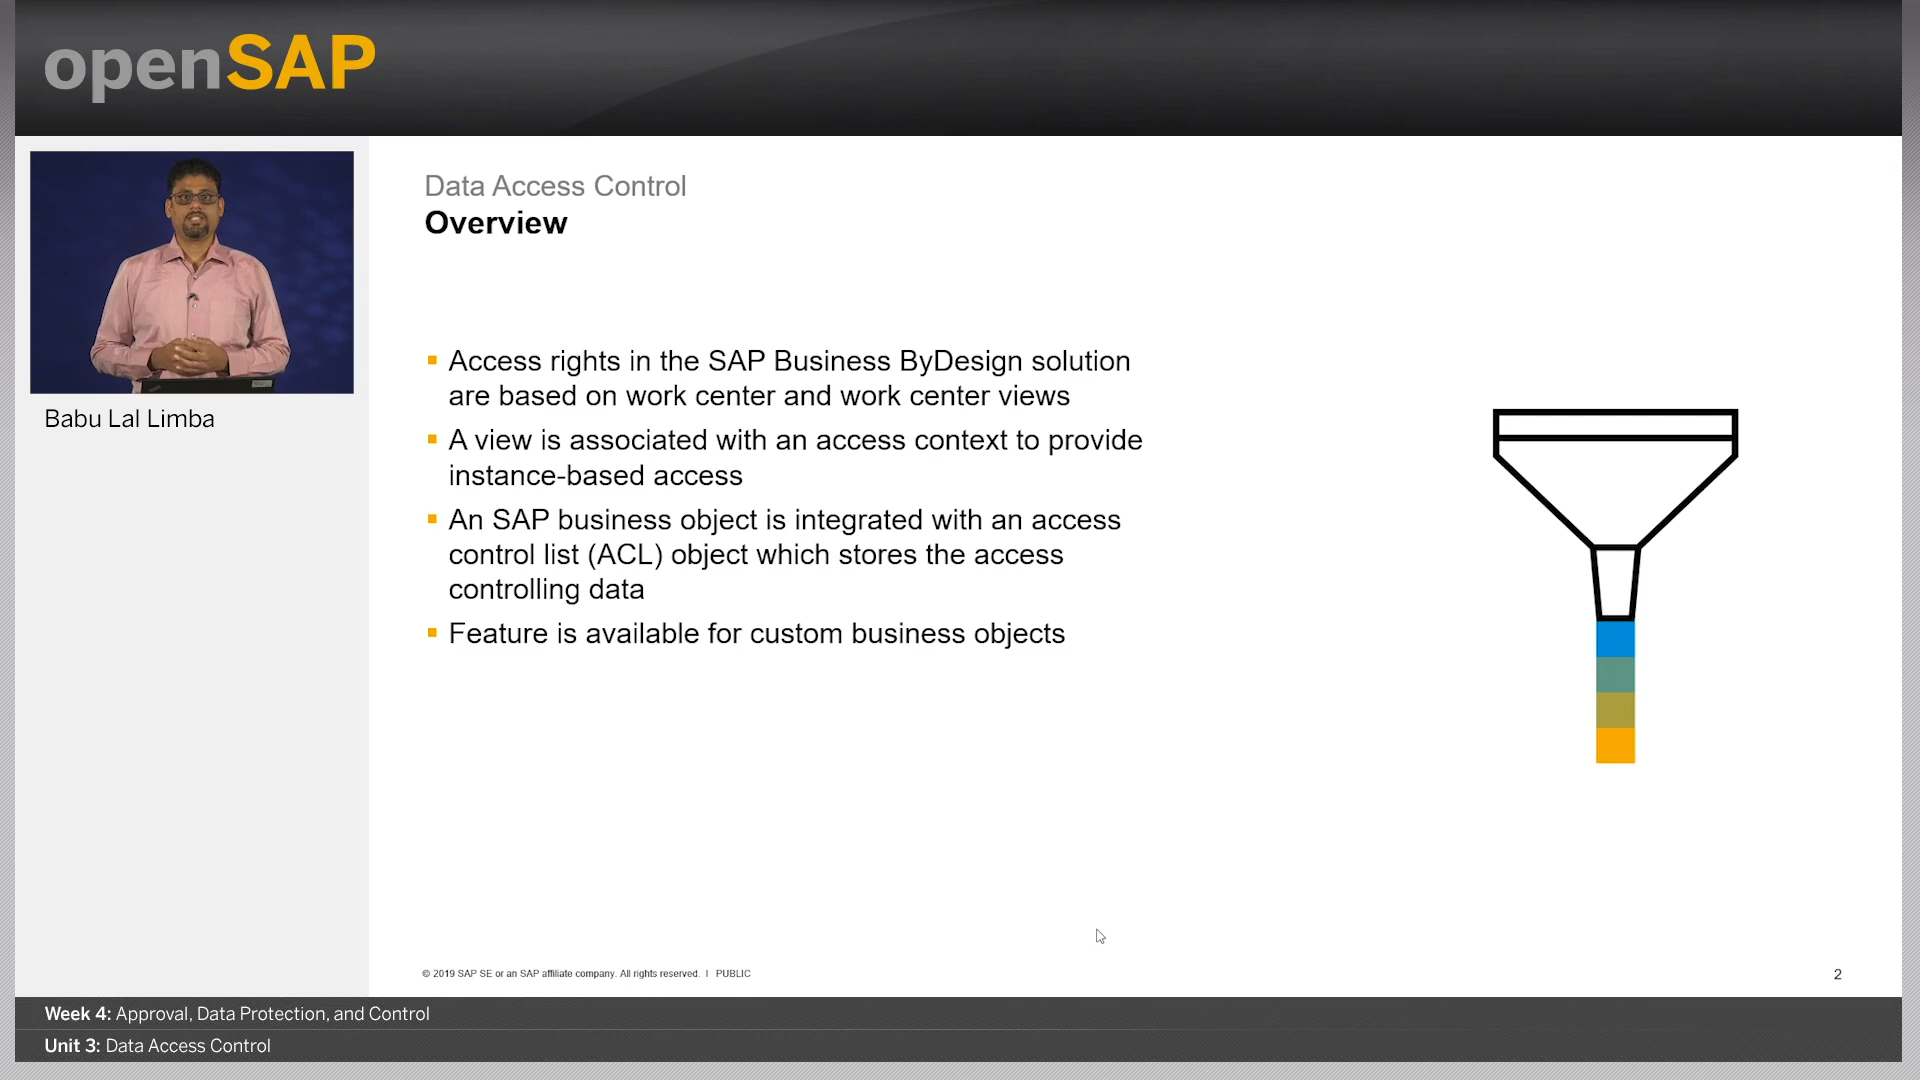 openSAP
Babu Lal Limba
Data Access Control
Overview
Access rights in the SAP Business ByDesign solution
are based on work center and work center views
A view is associated with an access context to provide
instance-based access
An SAP business object is integrated with an access
control list (ACL) object which stores the access
controlling data
Feature is available for custom business objects
© 2019 SAP SE or an SAP affiliate company. All rights reserved. | PUBLIC
2
Week 4: Approval, Data Protection, and Control
Unit 3: Data Access Control